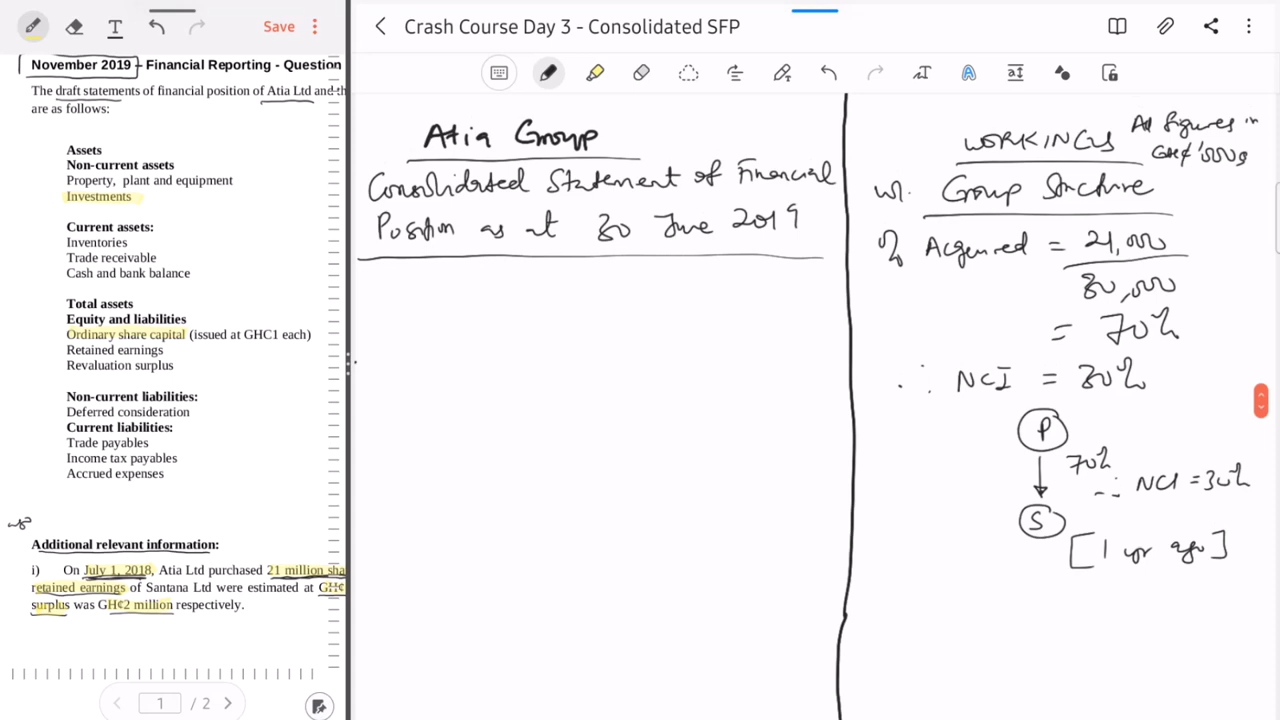 Save
November 2019 – Financial Reporting - Question
The draft statements of financial position of Atia Ltd and th
are as follows:
Assets
Non-current assets
Property, plant and equipment
Investments
Current assets:
Inventories
Trade receivable
Cash and bank balance
Total assets
Equity and liabilities
Ordinary share capital (issued at GHC1 each)
Retained earnings
Revaluation surplus
Non-current liabilities:
Deferred consideration
Current liabilities:
Trade payables
Income tax payables
Accrued expenses
Additional relevant information:
i) On July 1, 2018, Atia Ltd purchased 21 million sha
retained earnings of Santana Ltd were estimated at GH¢
surplus was GH¢2 million respectively.
1 / 2
Crash Course Day 3 - Consolidated SFP
Atia Group
Consolidated Statement of Financial
Position as at 30 June 2019
WORKINGS All figures in
GH¢'000s
W1. Group Structure
% Acquired = 21,000
30,000
= 70%
∴ NCI = 30%
P
70%
∴ NCI = 30%
S
[1 yr ago]